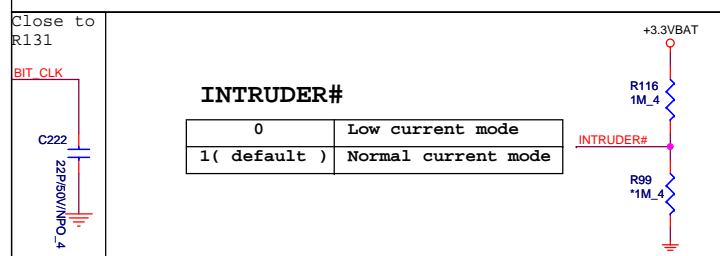 Close to
R131
BIT_CLK
C222
22P/50V/NPO_4
INTRUDER#
0 Low current mode
1( default ) Normal current mode
+3.3VBAT
R116
1M_4
INTRUDER#
R99
*1M_4